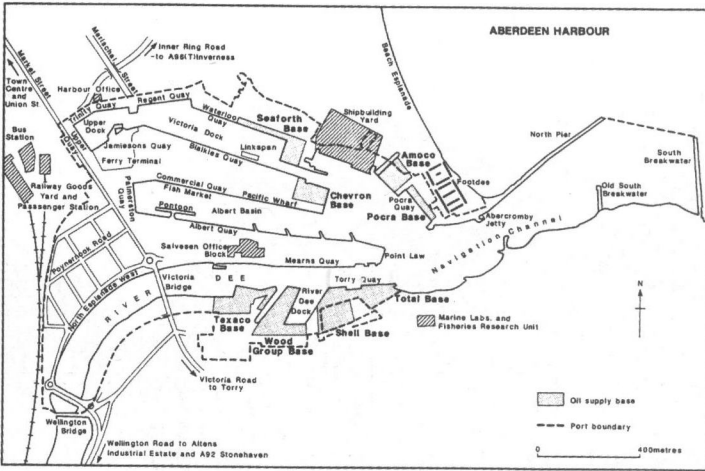 ABERDEEN HARBOUR
Market Street
Marischal Street
Inner Ring Road
to A96(T)Inverness
Beach Esplanade
Town
Centre
and
Union St
Harbour Office
Trinity Quay
Regent Quay
Waterloo
Quay
Seaforth
Base
Shipbuilding
Yard
North Pier
South
Breakwater
Upper
Dock
Upper
Quay
Victoria Dock
Bus
Station
Jamiesons Quay
Linkspan
Blaikies Quay
Amoco
Base
Ferry Terminal
Footdee
Old South
Breakwater
Railway Goods
Yard and
Passenger Station
Commercial Quay
Fish Market
Pacific Wharf
Chevron
Base
Pocra
Quay
Pocra Base
Abercromby
Jetty
Palmerston
Quay
Pontoon
Albert Basin
Albert Quay
Navigation Channel
Poynernook Road
Salvesen Office
Block
Mearns Quay
Point Law
North Esplanade West
Victoria
Bridge
RIVER DEE
Torry Quay
River
Dee
Dock
Total Base
N
Texaco
Base
Shell Base
Marine Labs. and
Fisheries Research Unit
Wood
Group Base
Victoria Road
to Torry
Oil supply base
Wellington
Bridge
Port boundary
Wellington Road to Altens
Industrial Estate and A92 Stonehaven
0 400metres